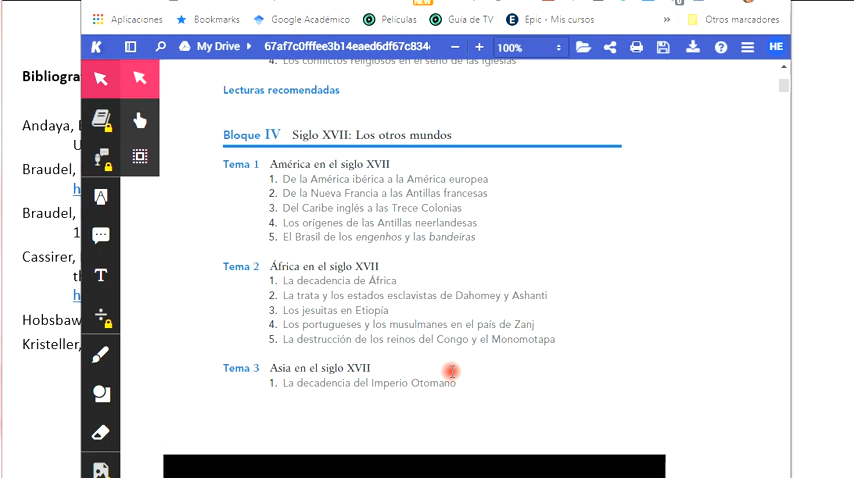 NEW
Aplicaciones
Bookmarks
Google Académico
Películas
Guía de TV
Epic - Mis cursos
»
Otros marcadores
K
My Drive
67af7c0fffee3b14eaed6df67c834
100%
HE
Bibliogra
Andaya,
U
Braudel,
h
Braudel,
1
Cassirer,
th
h
Hobsbaw
Kristeller,
A
T
4. Los conflictos religiosos en el seno de las Iglesias
Lecturas recomendadas
Bloque IV Siglo XVII: Los otros mundos
Tema 1 América en el siglo XVII
1. De la América ibérica a la América europea
2. De la Nueva Francia a las Antillas francesas
3. Del Caribe inglés a las Trece Colonias
4. Los orígenes de las Antillas neerlandesas
5. El Brasil de los engenhos y las bandeiras
Tema 2 África en el siglo XVII
1. La decadencia de África
2. La trata y los estados esclavistas de Dahomey y Ashanti
3. Los jesuitas en Etiopía
4. Los portugueses y los musulmanes en el país de Zanj
5. La destrucción de los reinos del Congo y el Monomotapa
Tema 3 Asia en el siglo XVII
1. La decadencia del Imperio Otomano